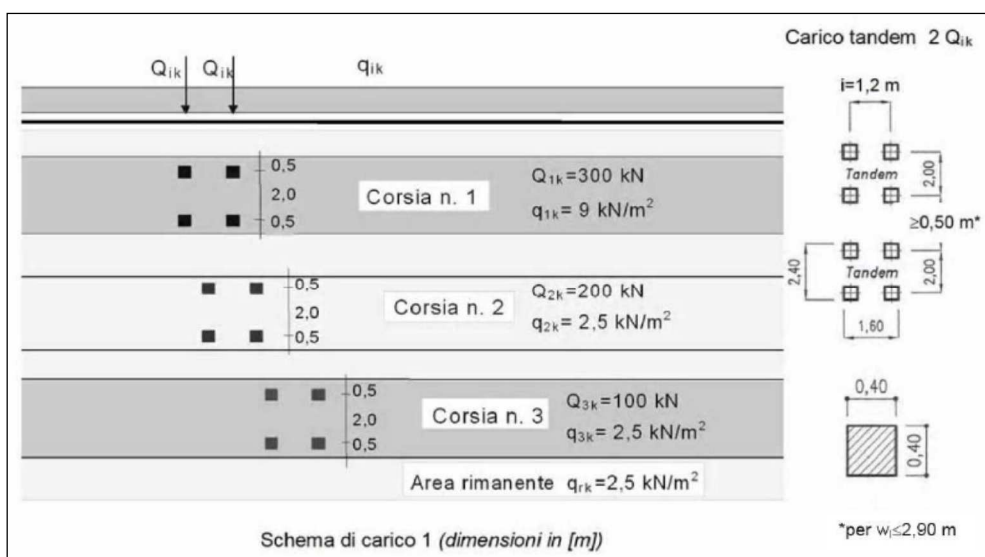 Carico tandem 2 Qik
Qik Qik qik
i=1,2 m
Tandem
2,00
≥0,50 m*
Tandem
2,00
2,40
1,60
0,5
2,0
0,5
Corsia n. 1
Q1k=300 kN
q1k= 9 kN/m²
0,5
2,0
0,5
Corsia n. 2
Q2k=200 kN
q2k= 2,5 kN/m²
0,5
2,0
0,5
Corsia n. 3
Q3k=100 kN
q3k= 2,5 kN/m²
0,40
0,40
Area rimanente qrk=2,5 kN/m²
Schema di carico 1 (dimensioni in [m])
*per wl≤2,90 m